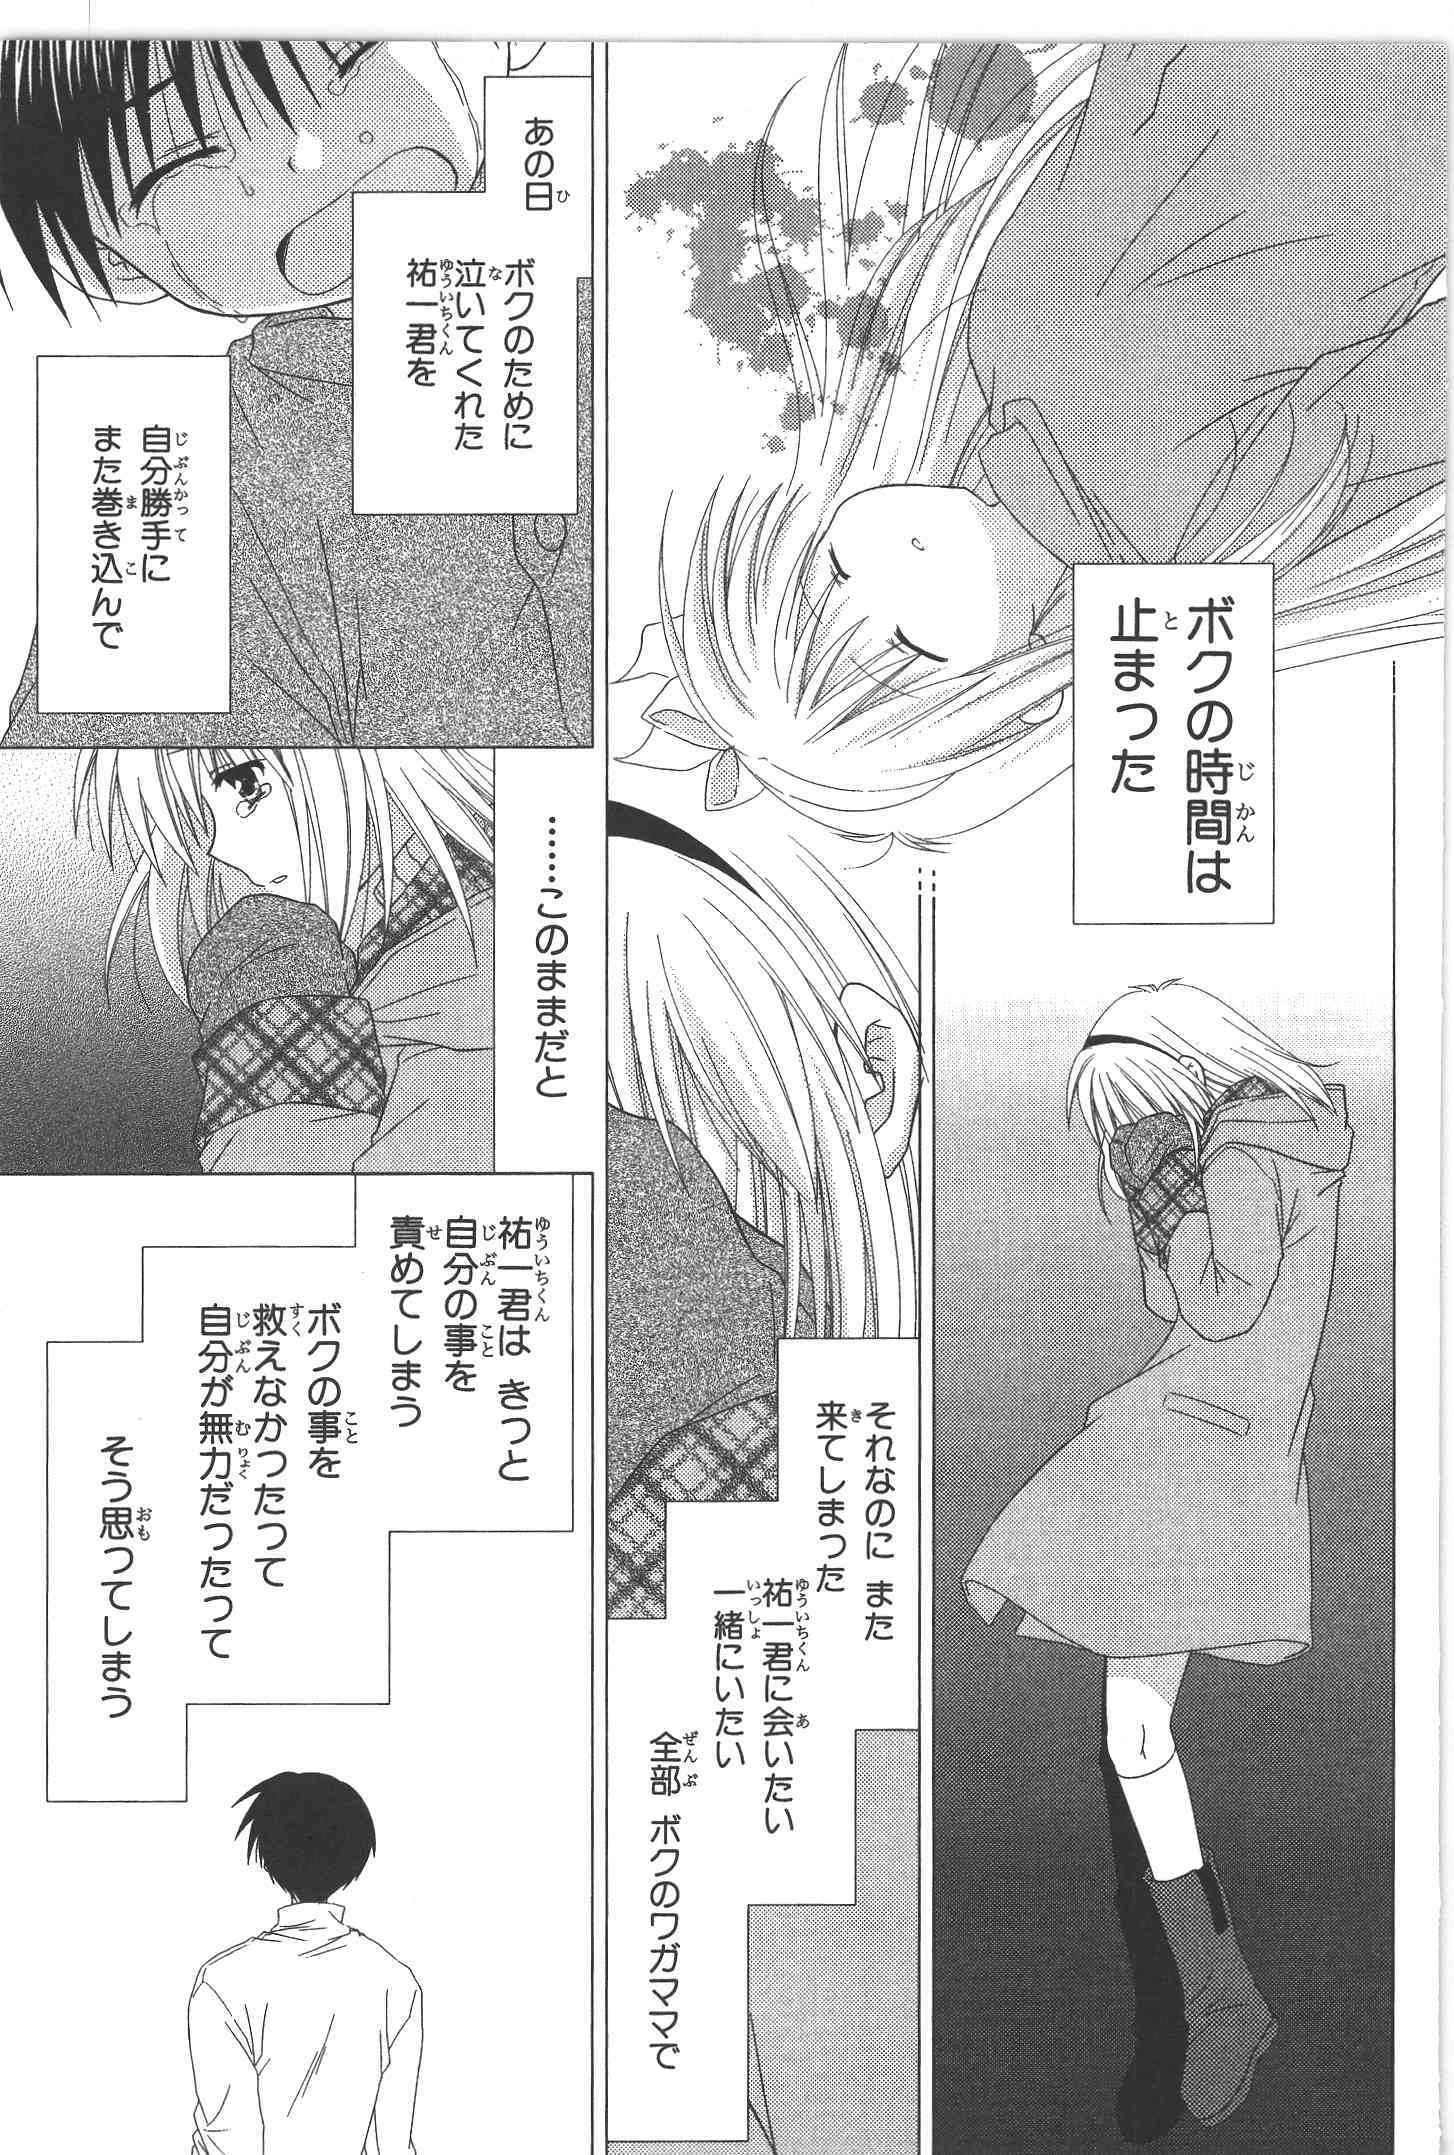 ボクの時間は
止まった
それなのに また
来てしまった
祐一君に会いたい
一緒にいたい
全部 ボクのワガママで
あの日
ボクのために
泣いてくれた
祐一君を
自分勝手に
また巻き込んで
……このままだと
祐一君は きっと
自分の事を
責めてしまう
ボクの事を
救えなかったって
自分が無力だったって
そう思ってしまう